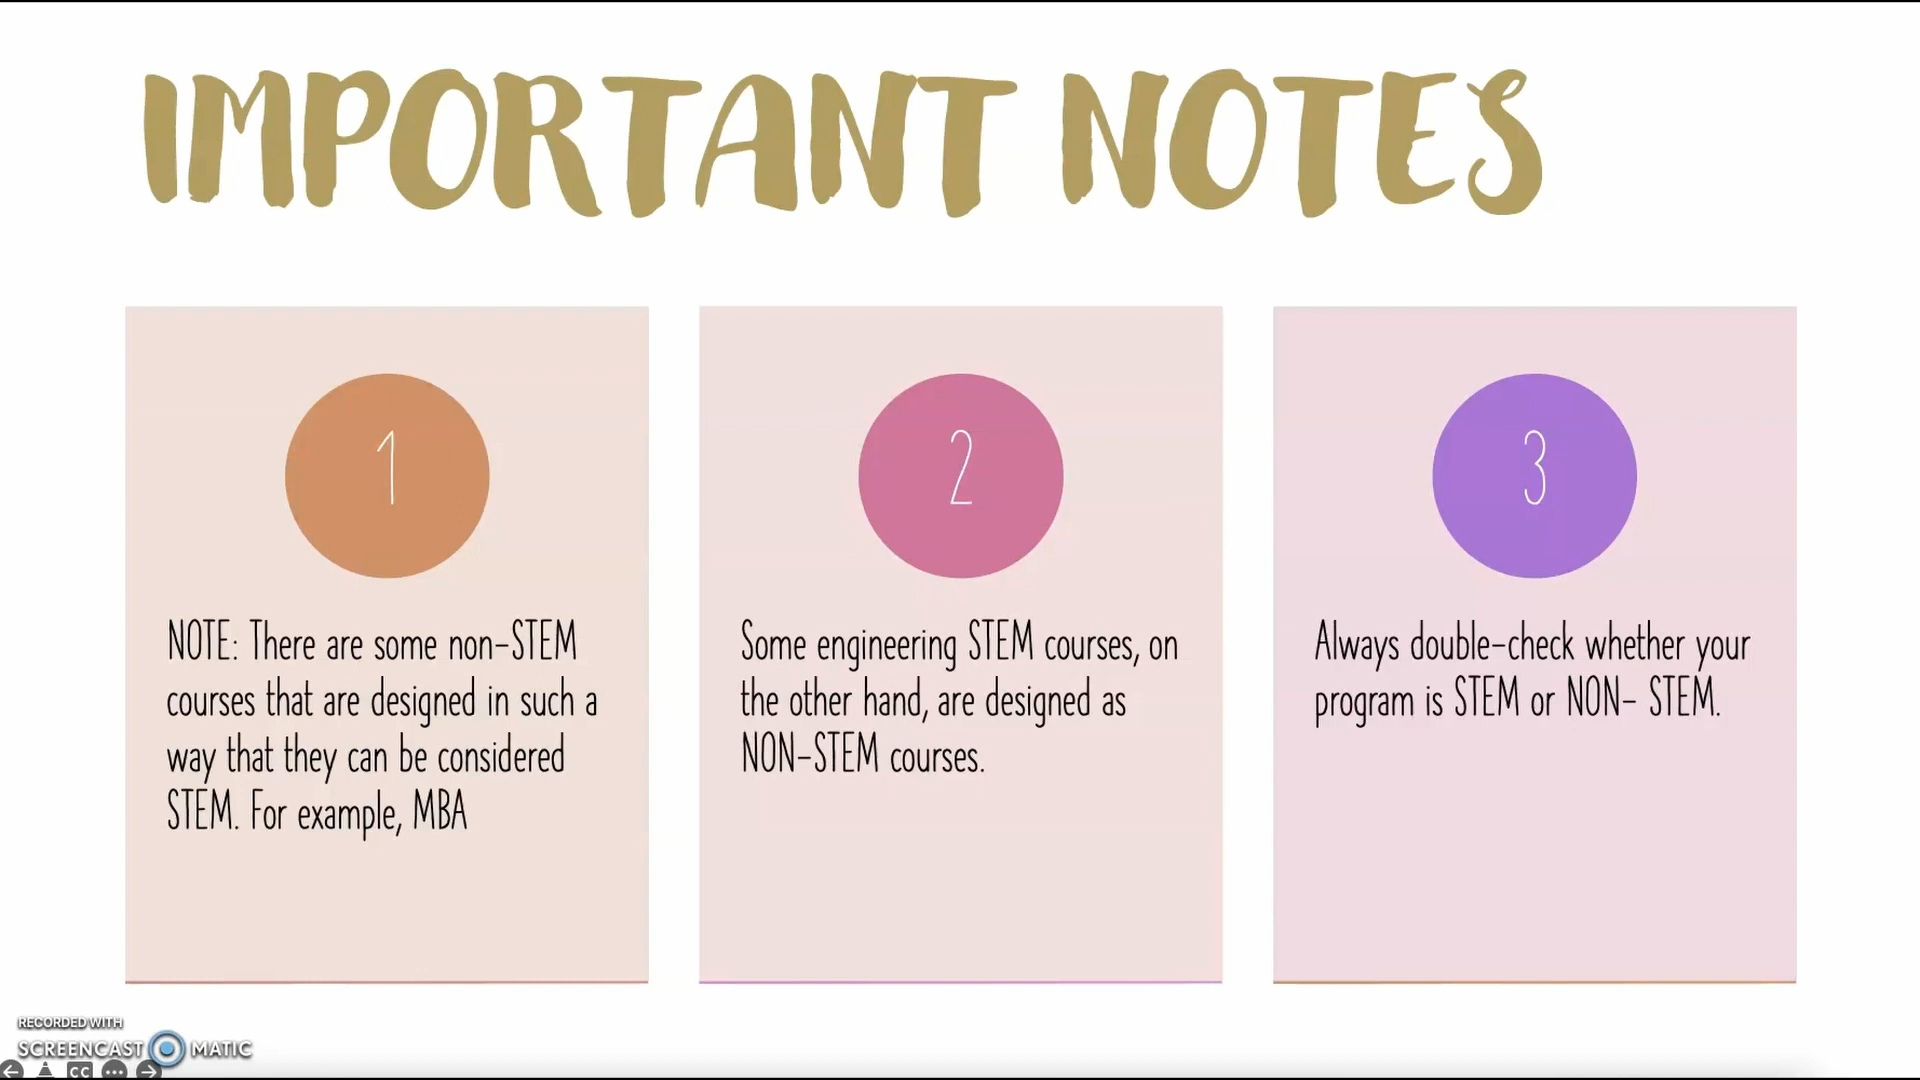 IMPORTANT NOTES
1
NOTE: There are some non-STEM
courses that are designed in such a
way that they can be considered
STEM. For example, MBA
2
Some engineering STEM courses, on
the other hand, are designed as
NON-STEM courses.
3
Always double-check whether your
program is STEM or NON- STEM.
RECORDED WITH
SCREENCAST MATIC
CC